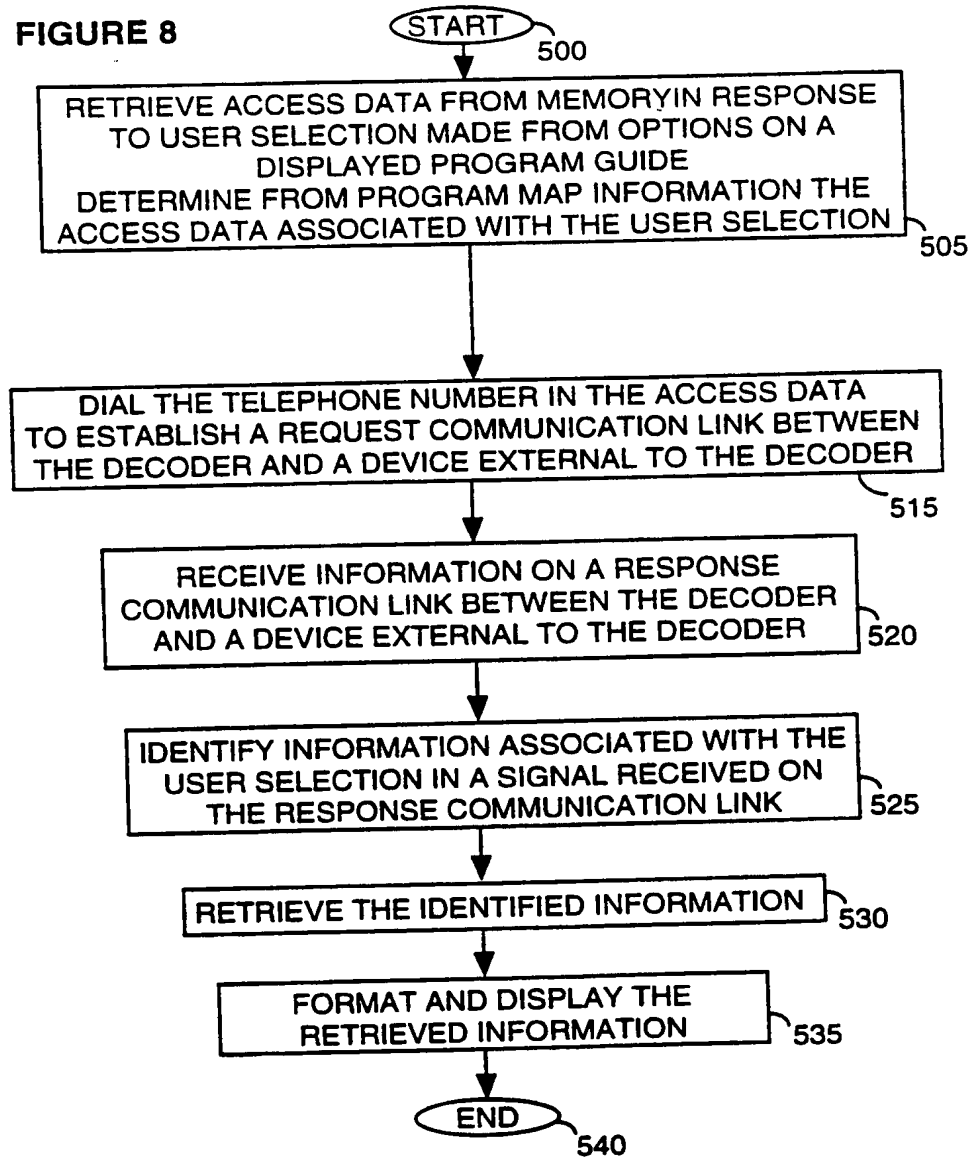 FIGURE 8
START
500
RETRIEVE ACCESS DATA FROM MEMORYIN RESPONSE
TO USER SELECTION MADE FROM OPTIONS ON A
DISPLAYED PROGRAM GUIDE
DETERMINE FROM PROGRAM MAP INFORMATION THE
ACCESS DATA ASSOCIATED WITH THE USER SELECTION
505
DIAL THE TELEPHONE NUMBER IN THE ACCESS DATA
TO ESTABLISH A REQUEST COMMUNICATION LINK BETWEEN
THE DECODER AND A DEVICE EXTERNAL TO THE DECODER
515
RECEIVE INFORMATION ON A RESPONSE
COMMUNICATION LINK BETWEEN THE DECODER
AND A DEVICE EXTERNAL TO THE DECODER
520
IDENTIFY INFORMATION ASSOCIATED WITH THE
USER SELECTION IN A SIGNAL RECEIVED ON
THE RESPONSE COMMUNICATION LINK
525
RETRIEVE THE IDENTIFIED INFORMATION
530
FORMAT AND DISPLAY THE
RETRIEVED INFORMATION
535
END
540